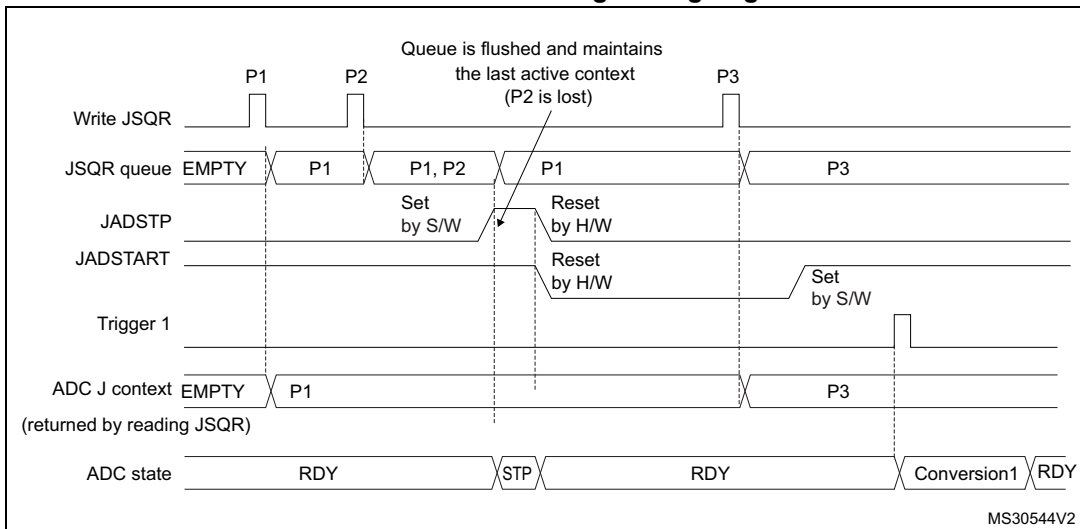 Queue is flushed and maintains
the last active context
(P2 is lost)
P1
P2
P3
Write JSQR
JSQR queue
EMPTY
P1
P1, P2
P1
P3
Set
by S/W
Reset
by H/W
JADSTP
JADSTART
Reset
by H/W
Set
by S/W
Trigger 1
ADC J context
(returned by reading JSQR)
EMPTY
P1
P3
ADC state
RDY
STP
RDY
Conversion1
RDY
MS30544V2